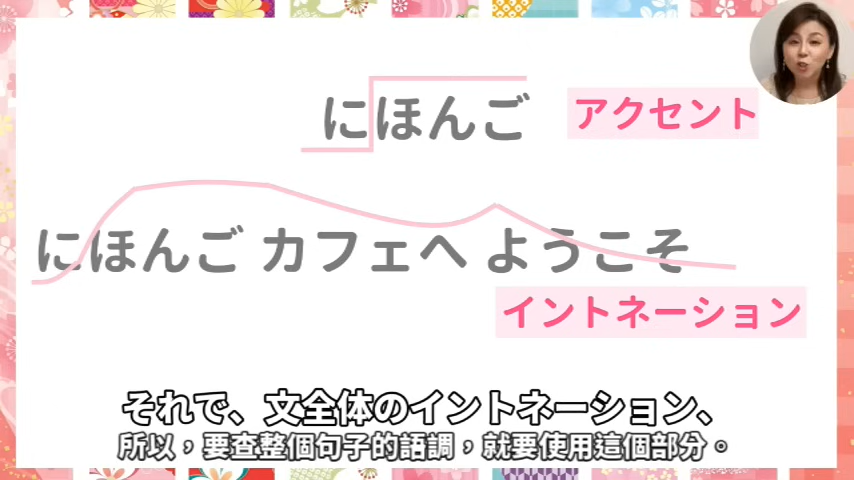 にほんご
アクセント
にほんご カフェへ ようこそ
イントネーション
それで、文全体のイントネーション、
所以，要查整個句子的語調，就要使用這個部分。